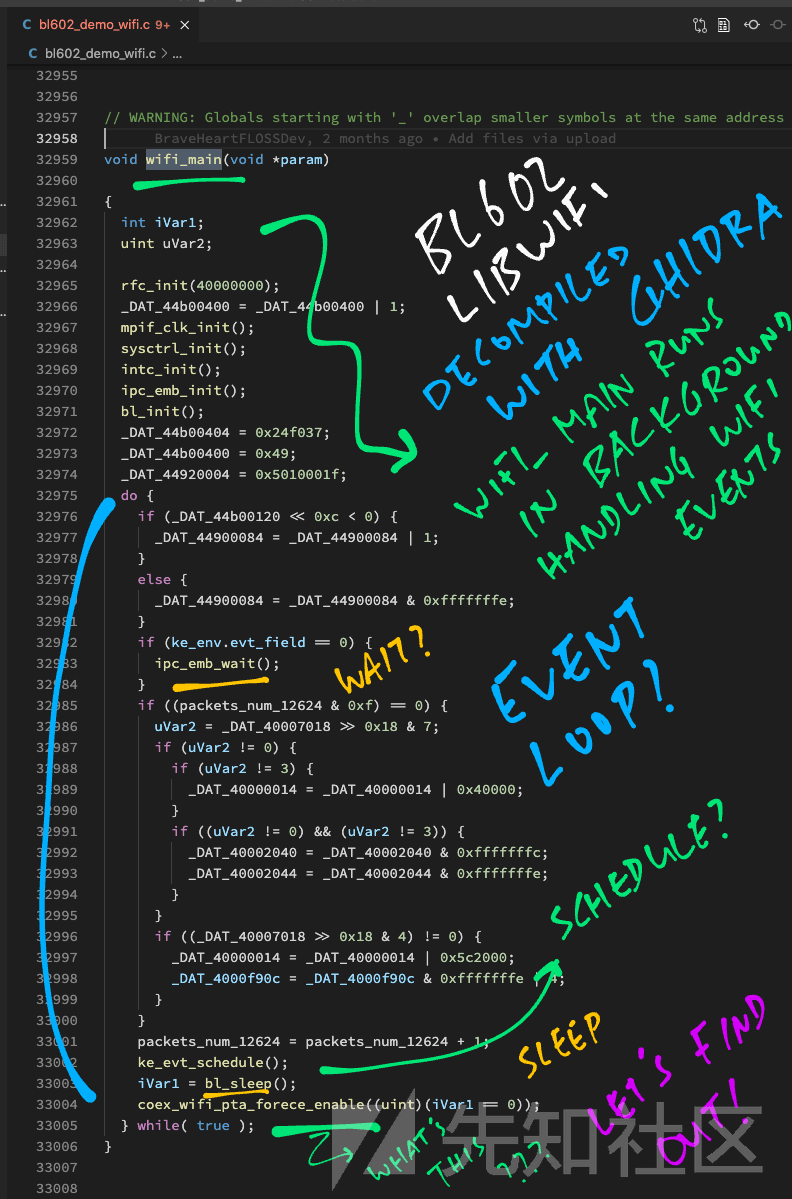 bl602_demo_wifi.c 9+ ×
bl602_demo_wifi.c > ...
32955
32956
32957 // WARNING: Globals starting with '_' overlap smaller symbols at the same address
32958 BraveHeartFLOSSDev, 2 months ago • Add files via upload
32959 void wifi_main(void *param)
32960
32961 {
32962 int iVar1;
32963 uint uVar2;
32964
32965 rfc_init(40000000);
32966 _DAT_44b00400 = _DAT_44b00400 | 1;
32967 mpif_clk_init();
32968 sysctrl_init();
32969 intc_init();
32970 ipc_emb_init();
32971 bl_init();
32972 _DAT_44b00404 = 0x24f037;
32973 _DAT_44b00400 = 0x49;
32974 _DAT_44920004 = 0x5010001f;
32975 do {
32976 if (_DAT_44b00120 << 0xc < 0) {
32977 _DAT_44900084 = _DAT_44900084 | 1;
32978 }
32979 else {
32980 _DAT_44900084 = _DAT_44900084 & 0xfffffffe;
32981 }
32982 if (ke_env.evt_field == 0) {
32983 ipc_emb_wait();
32984 }
32985 if ((packets_num_12624 & 0xf) == 0) {
32986 uVar2 = _DAT_40007018 >> 0x18 & 7;
32987 if (uVar2 != 0) {
32988 if (uVar2 != 3) {
32989 _DAT_40000014 = _DAT_40000014 | 0x40000;
32990 }
32991 if ((uVar2 != 0) && (uVar2 != 3)) {
32992 _DAT_40002040 = _DAT_40002040 & 0xfffffffc;
32993 _DAT_40002044 = _DAT_40002044 & 0xfffffffe;
32994 }
32995 }
32996 if ((_DAT_40007018 >> 0x18 & 4) != 0) {
32997 _DAT_40000014 = _DAT_40000014 | 0x5c2000;
32998 _DAT_4000f90c = _DAT_4000f90c & 0xfffffffe | 4;
32999 }
33000 }
33001 packets_num_12624 = packets_num_12624 + 1;
33002 ke_evt_schedule();
33003 iVar1 = bl_sleep();
33004 coex_wifi_pta_forece_enable((uint)(iVar1 == 0));
33005 } while( true );
33006 }
33007
33008
BL602
LIBWIFI
DECOMPILED
WITH GHIDRA
WIFI_MAIN RUNS
IN BACKGROUND
HANDLING WIFI
EVENTS
WAIT?
EVENT
LOOP!
SCHEDULE?
SLEEP
LET'S FIND
OUT!
WHAT'S
THIS ???
先知社区